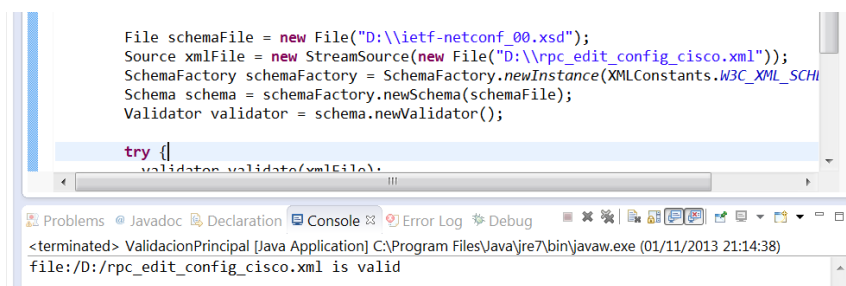 File schemaFile = new File("D:\\ietf-netconf_00.xsd");
Source xmlFile = new StreamSource(new File("D:\\rpc_edit_config_cisco.xml"));
SchemaFactory schemaFactory = SchemaFactory.newInstance(XMLConstants.W3C_XML_SCHE
Schema schema = schemaFactory.newSchema(schemaFile);
Validator validator = schema.newValidator();
try {
validator.validate(xmlFile);
Problems @ Javadoc Declaration Console Error Log Debug
<terminated> ValidacionPrincipal [Java Application] C:\Program Files\Java\jre7\bin\javaw.exe (01/11/2013 21:14:38)
file:/D:/rpc_edit_config_cisco.xml is valid